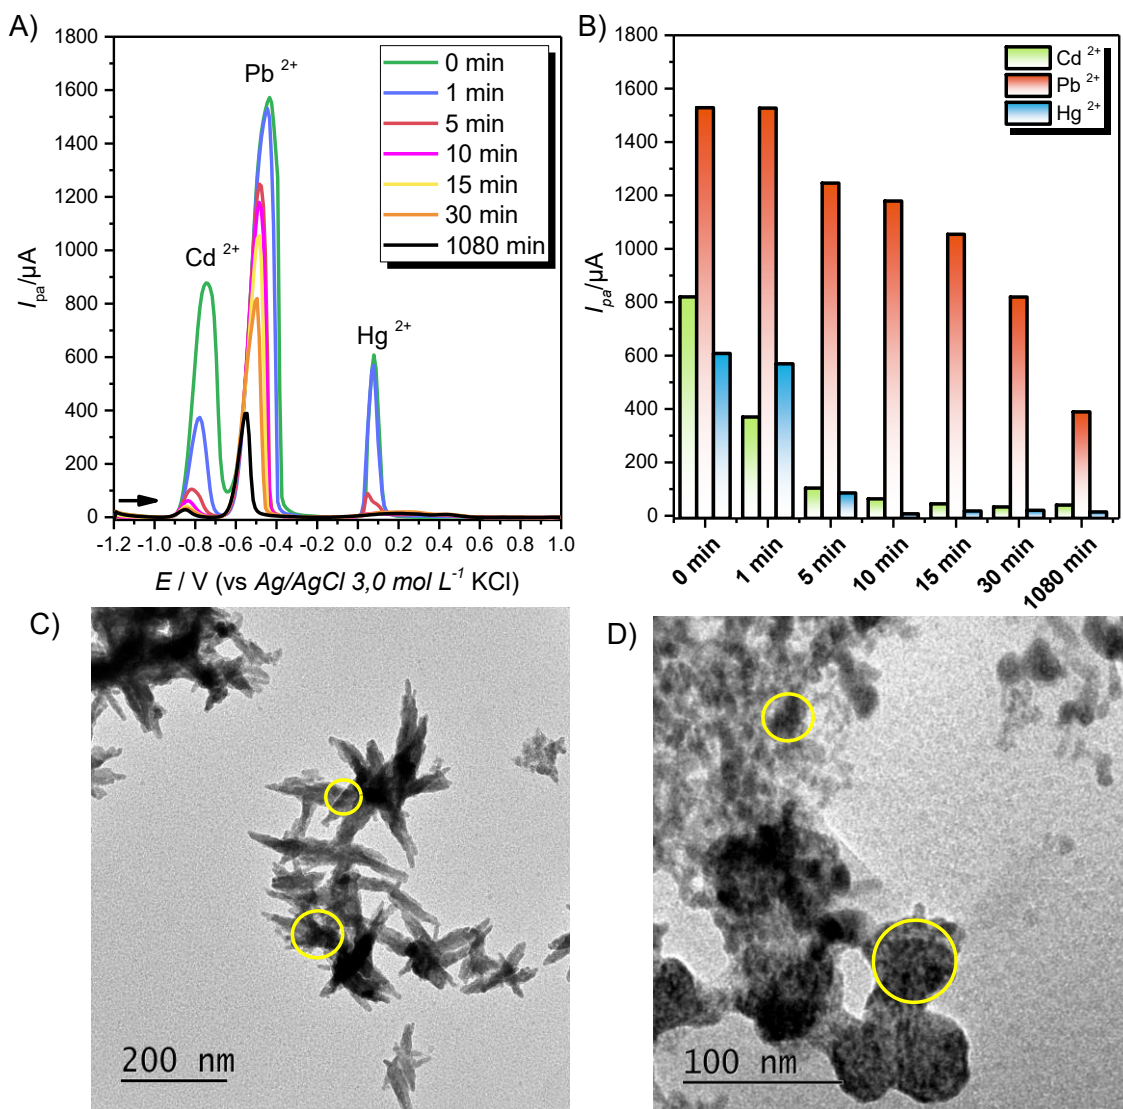 A)
1800
1600
1400
1200
1000
800
600
400
200
0
I_pa/µA
Cd 2+
Pb 2+
Hg 2+
0 min
1 min
5 min
10 min
15 min
30 min
1080 min
-1.2 -1.0 -0.8 -0.6 -0.4 -0.2 0.0 0.2 0.4 0.6 0.8 1.0
E / V (vs Ag/AgCl 3,0 mol L-1 KCl)
B)
1800
1600
1400
1200
1000
800
600
400
200
0
I_pa/µA
Cd 2+
Pb 2+
Hg 2+
0 min 1 min 5 min 10 min 15 min 30 min 1080 min
C)
200 nm
D)
100 nm